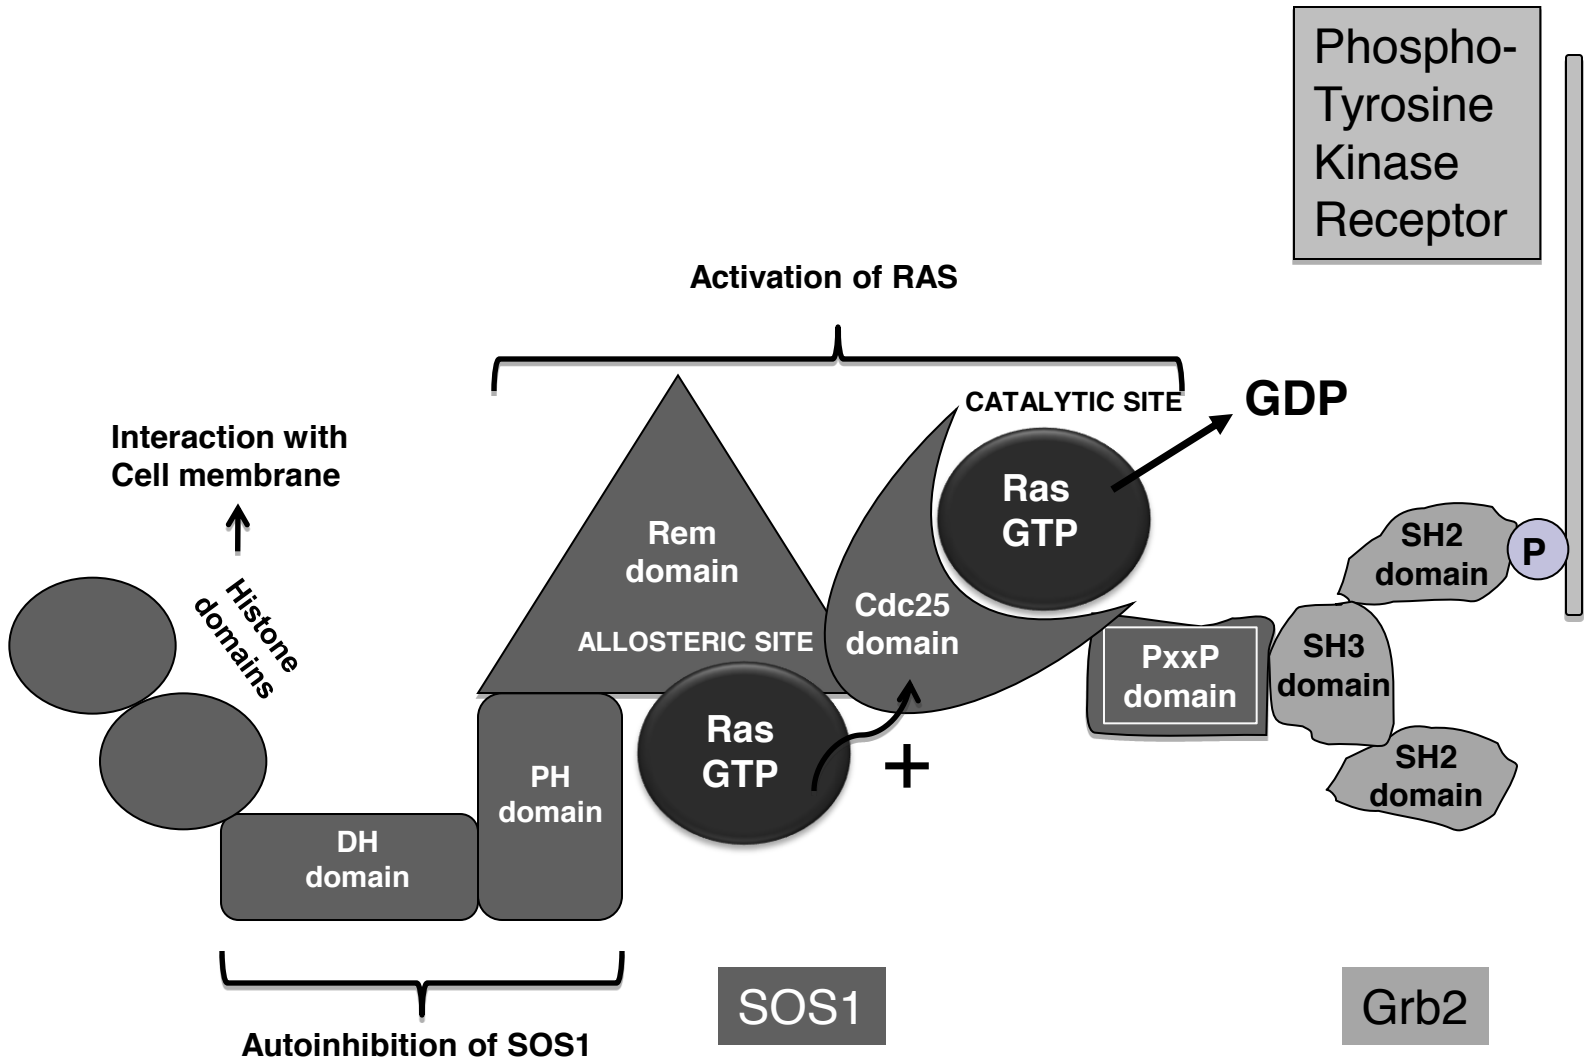 Phospho-
Tyrosine
Kinase
Receptor
Activation of RAS
CATALYTIC SITE
GDP
Interaction with
Cell membrane
Ras
GTP
Rem
domain
SH2
domain
P
Histone
domains
Cdc25
domain
ALLOSTERIC SITE
PxxP
domain
SH3
domain
Ras
GTP
+
PH
domain
SH2
domain
DH
domain
SOS1
Grb2
Autoinhibition of SOS1